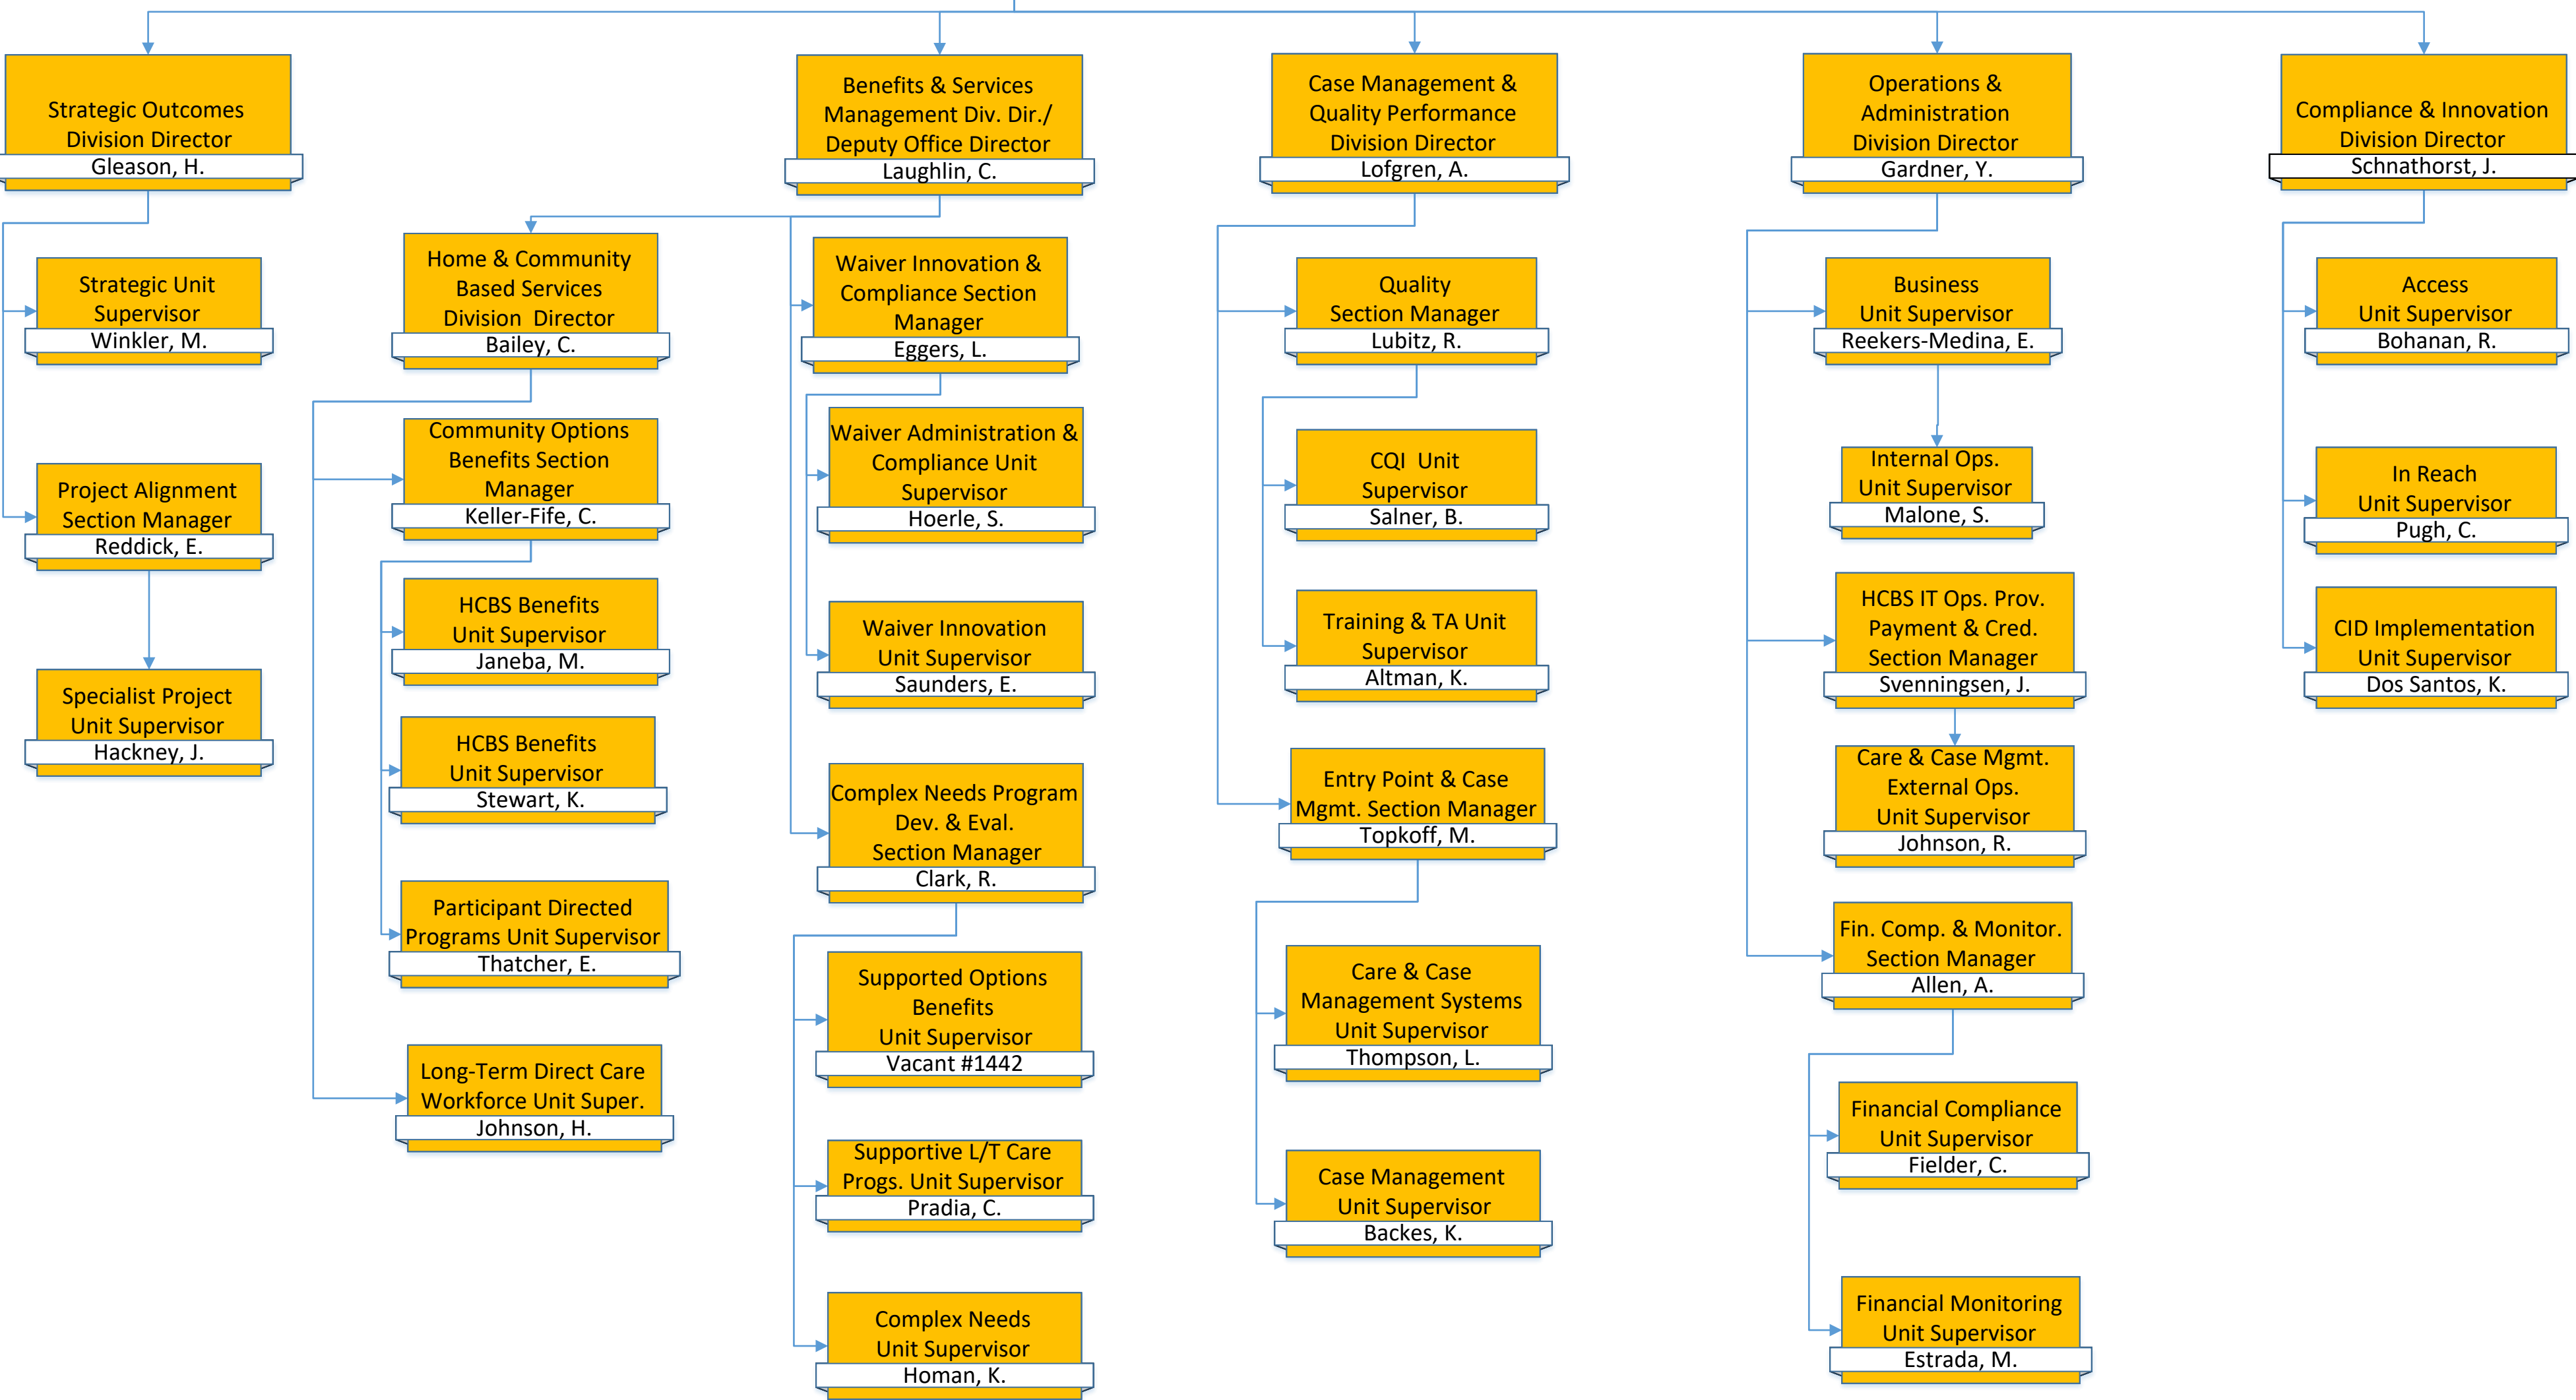 Strategic Outcomes
Division Director
Gleason, H.
Benefits & Services
Management Div. Dir./
Deputy Office Director
Laughlin, C.
Case Management &
Quality Performance
Division Director
Lofgren, A.
Operations &
Administration
Division Director
Gardner, Y.
Compliance & Innovation
Division Director
Schnathorst, J.
Strategic Unit
Supervisor
Winkler, M.
Project Alignment
Section Manager
Reddick, E.
Specialist Project
Unit Supervisor
Hackney, J.
Home & Community
Based Services
Division Director
Bailey, C.
Community Options
Benefits Section
Manager
Keller-Fife, C.
HCBS Benefits
Unit Supervisor
Janeba, M.
HCBS Benefits
Unit Supervisor
Stewart, K.
Participant Directed
Programs Unit Supervisor
Thatcher, E.
Long-Term Direct Care
Workforce Unit Super.
Johnson, H.
Waiver Innovation &
Compliance Section
Manager
Eggers, L.
Waiver Administration &
Compliance Unit
Supervisor
Hoerle, S.
Waiver Innovation
Unit Supervisor
Saunders, E.
Complex Needs Program
Dev. & Eval.
Section Manager
Clark, R.
Supported Options
Benefits
Unit Supervisor
Vacant #1442
Supportive L/T Care
Progs. Unit Supervisor
Pradia, C.
Complex Needs
Unit Supervisor
Homan, K.
Quality
Section Manager
Lubitz, R.
CQI Unit
Supervisor
Salner, B.
Training & TA Unit
Supervisor
Altman, K.
Entry Point & Case
Mgmt. Section Manager
Topkoff, M.
Care & Case
Management Systems
Unit Supervisor
Thompson, L.
Case Management
Unit Supervisor
Backes, K.
Business
Unit Supervisor
Reekers-Medina, E.
Internal Ops.
Unit Supervisor
Malone, S.
HCBS IT Ops. Prov.
Payment & Cred.
Section Manager
Svenningsen, J.
Care & Case Mgmt.
External Ops.
Unit Supervisor
Johnson, R.
Fin. Comp. & Monitor.
Section Manager
Allen, A.
Financial Compliance
Unit Supervisor
Fielder, C.
Financial Monitoring
Unit Supervisor
Estrada, M.
Access
Unit Supervisor
Bohanan, R.
In Reach
Unit Supervisor
Pugh, C.
CID Implementation
Unit Supervisor
Dos Santos, K.